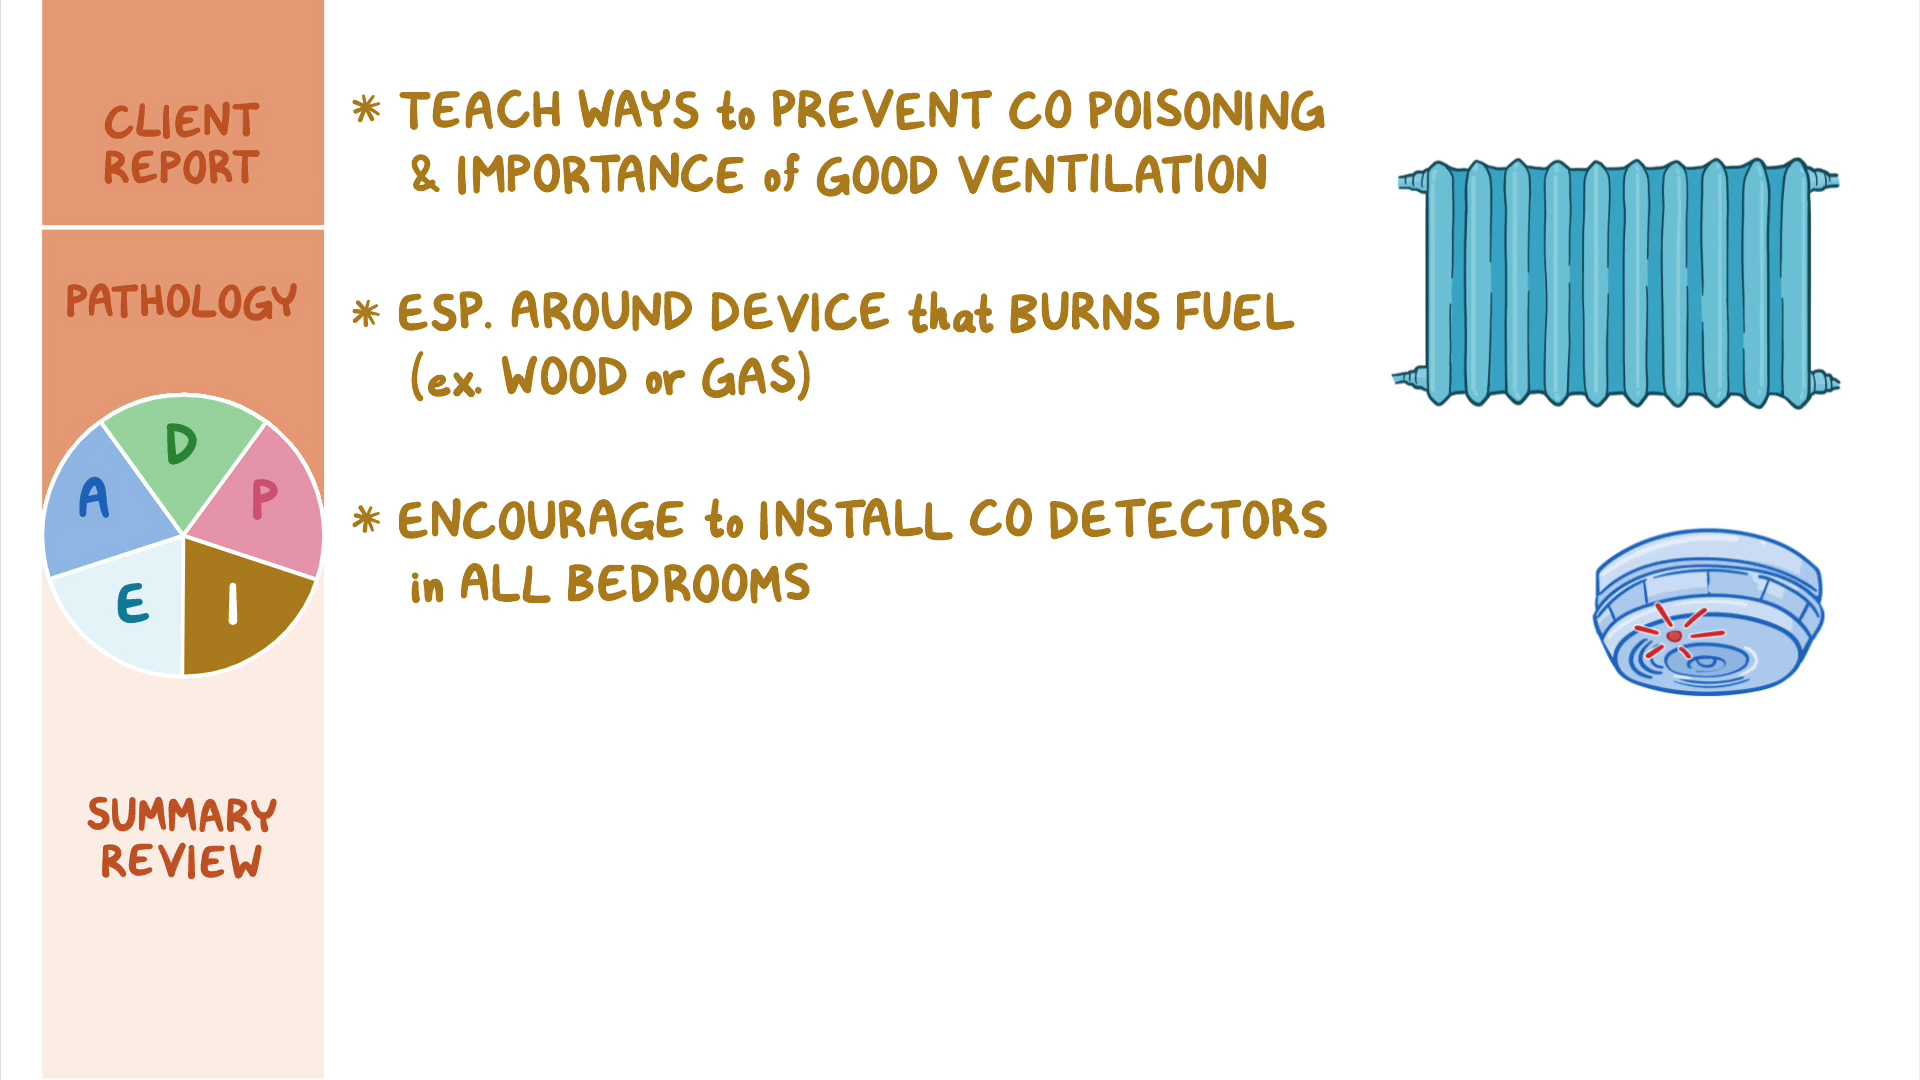 CLIENT
REPORT
PATHOLOGY
A
D
P
E
I
SUMMARY
REVIEW
* TEACH WAYS to PREVENT CO POISONING
& IMPORTANCE of GOOD VENTILATION
* ESP. AROUND DEVICE that BURNS FUEL
(ex. WOOD or GAS)
* ENCOURAGE to INSTALL CO DETECTORS
in ALL BEDROOMS